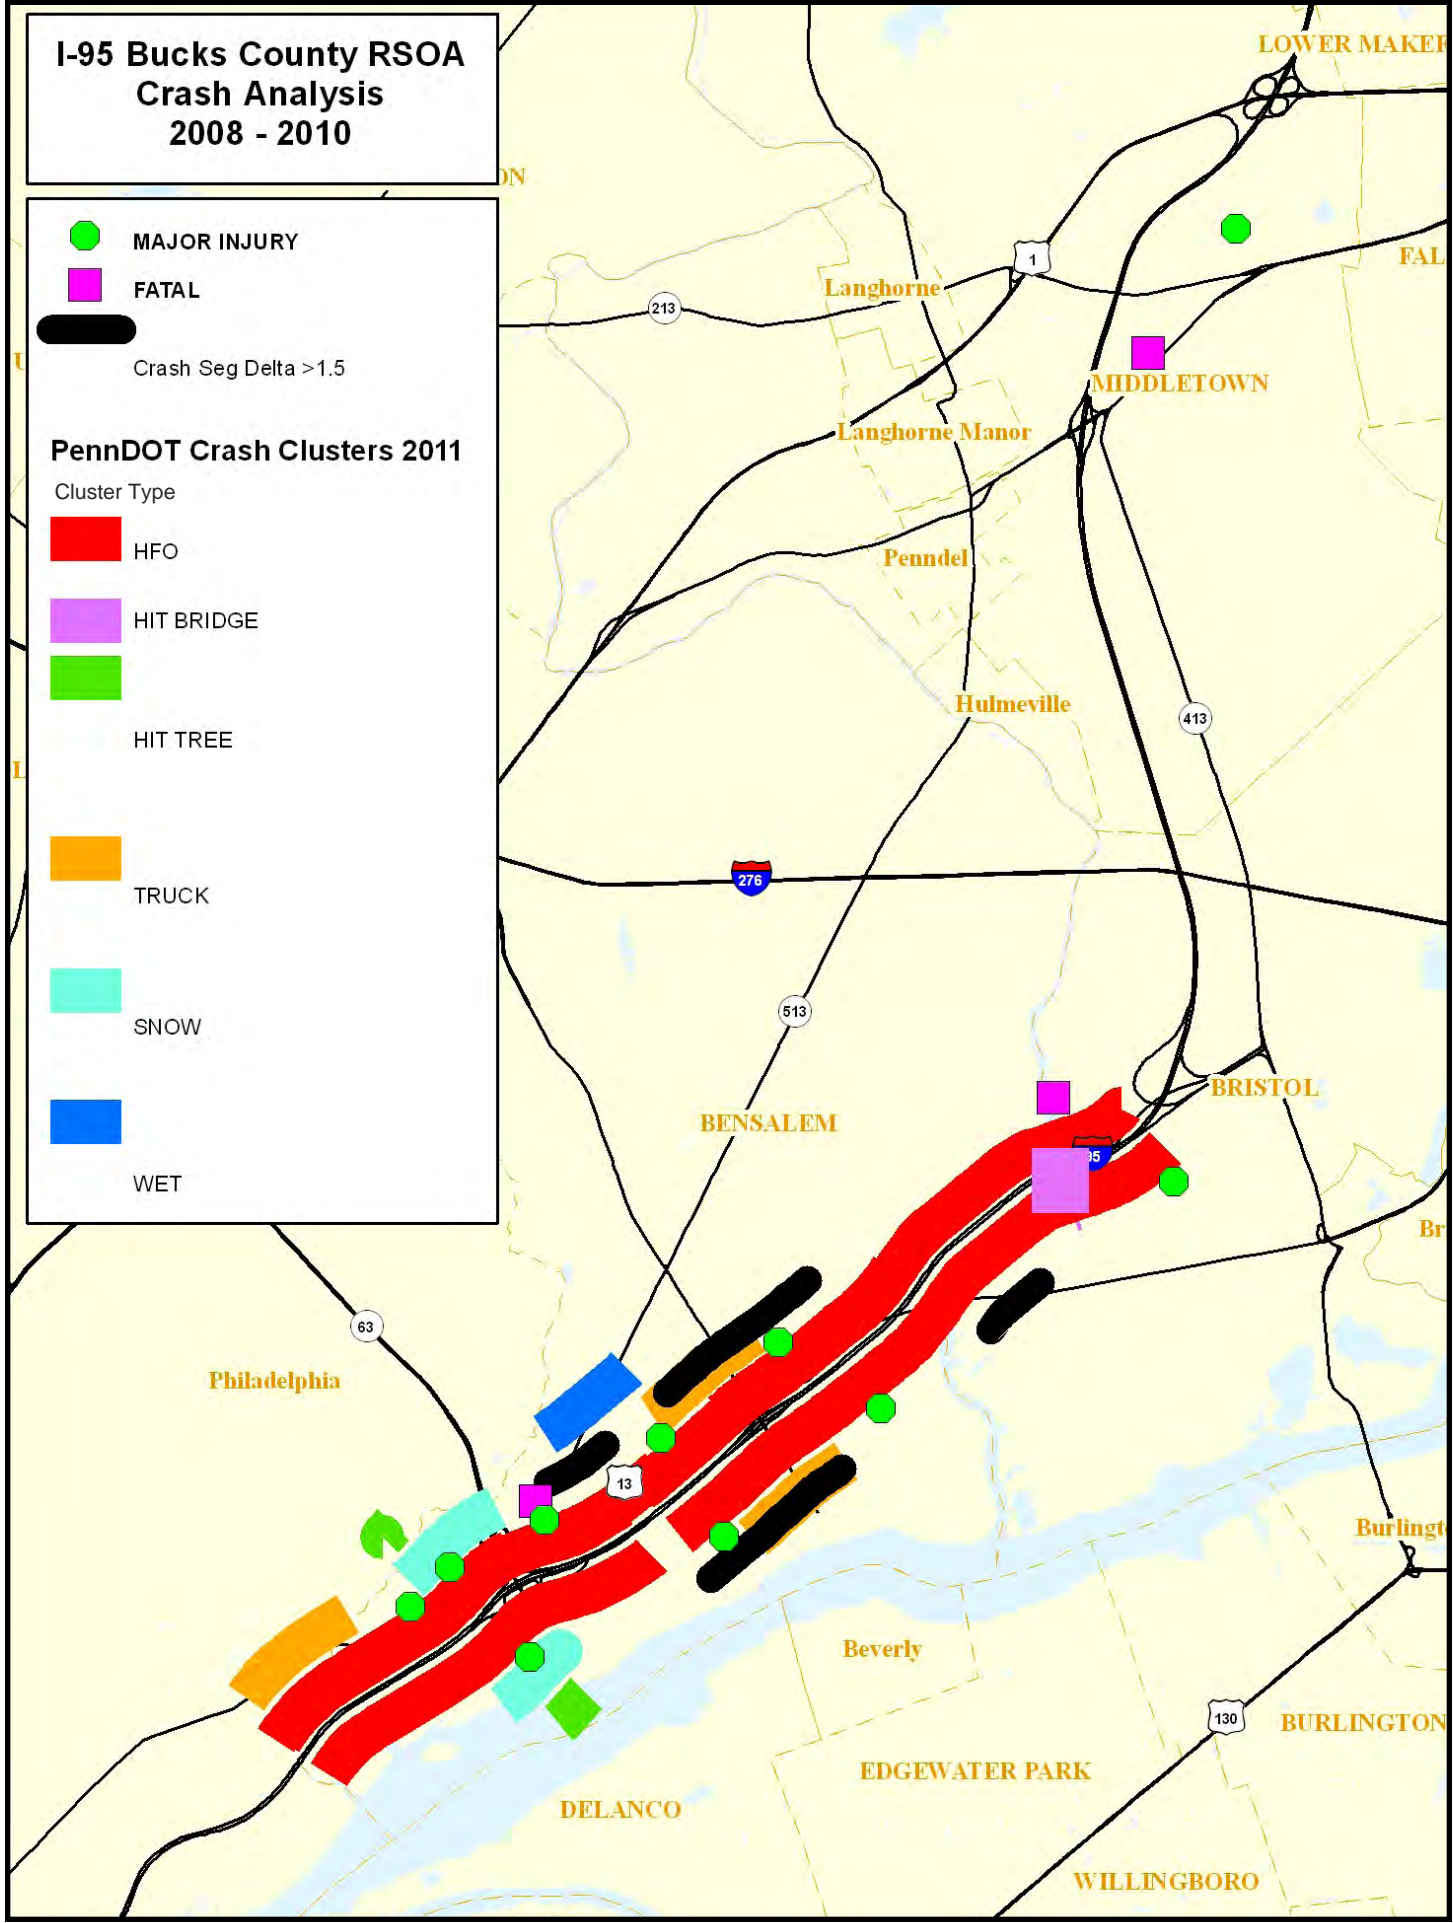 I-95 Bucks County RSOA
Crash Analysis
2008 - 2010
MAJOR INJURY
FATAL
Crash Seg Delta >1.5
PennDOT Crash Clusters 2011
Cluster Type
HFO
HIT BRIDGE
HIT TREE
TRUCK
SNOW
WET
LOWER MAKEF
ON
FAL
1
Langhorne
213
MIDDLETOWN
Langhorne Manor
Penndel
Hulmeville
413
L
276
513
BRISTOL
BENSALEM
95
Br
63
Philadelphia
13
Burlingt
Beverly
130
BURLINGTON
EDGEWATER PARK
DELANCO
WILLINGBORO